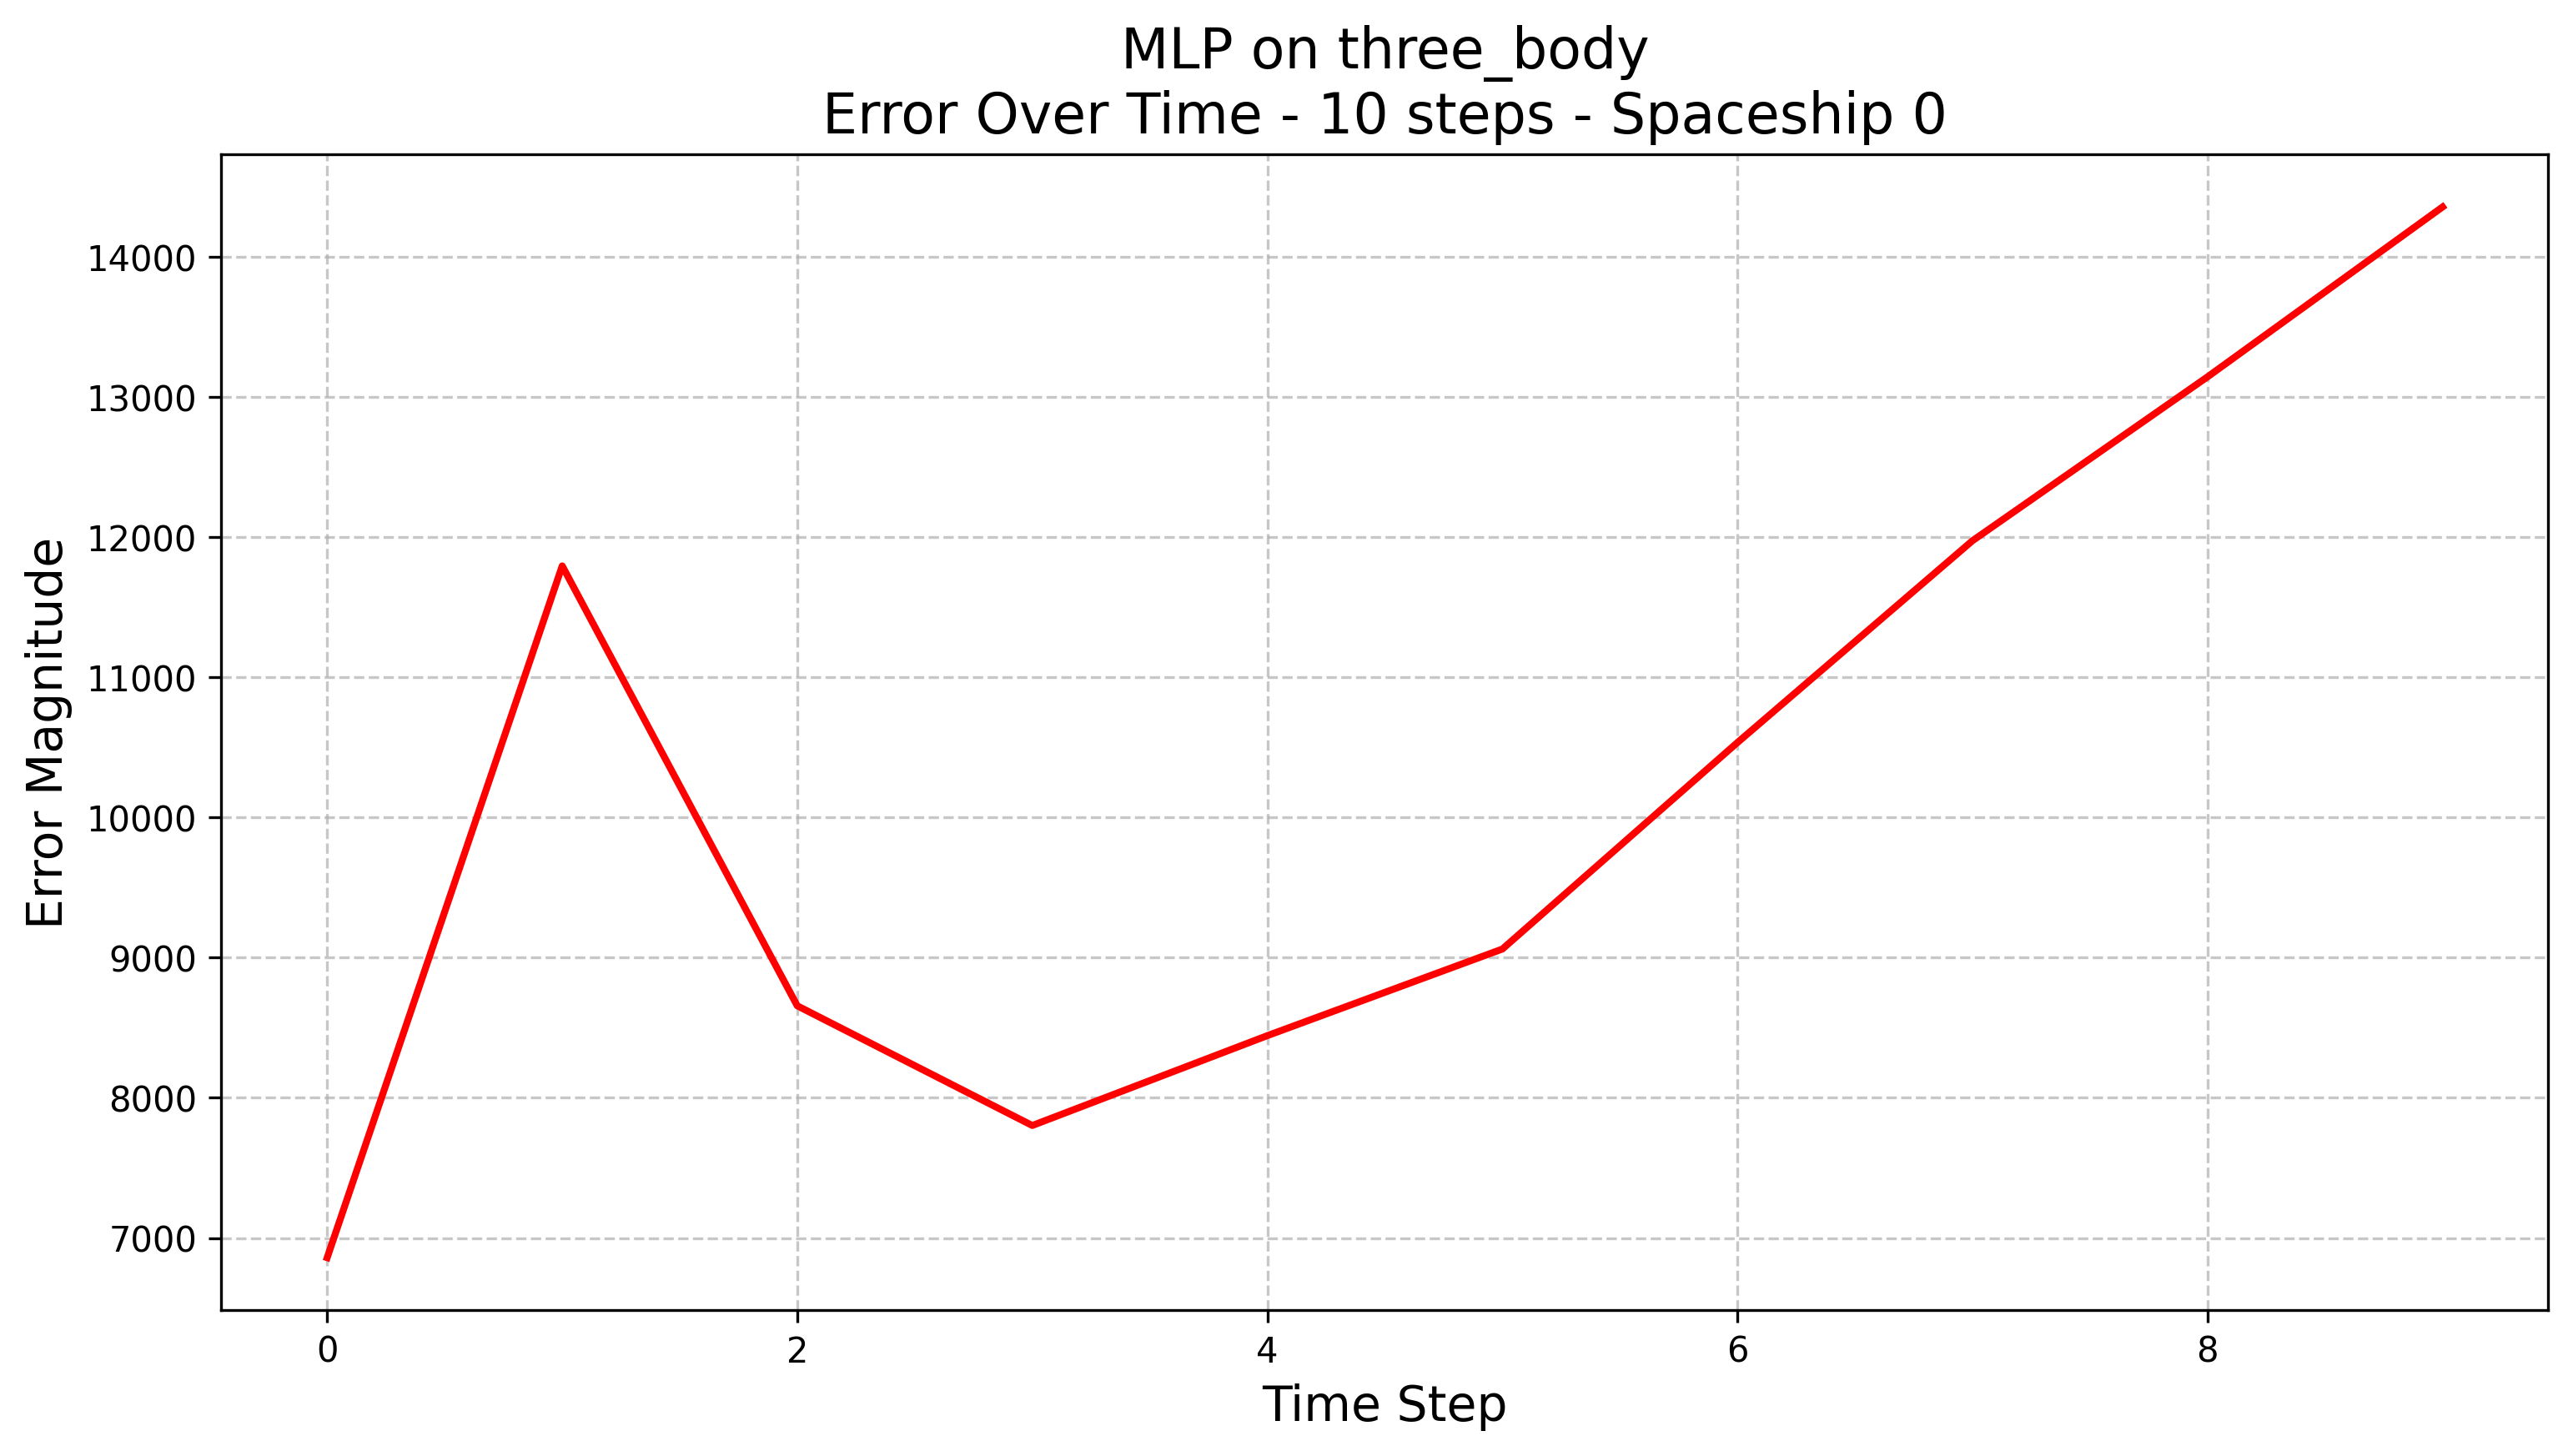 MLP on three_body
Error Over Time - 10 steps - Spaceship 0
Error Magnitude
14000
13000
12000
11000
10000
9000
8000
7000
0 2 4 6 8
Time Step